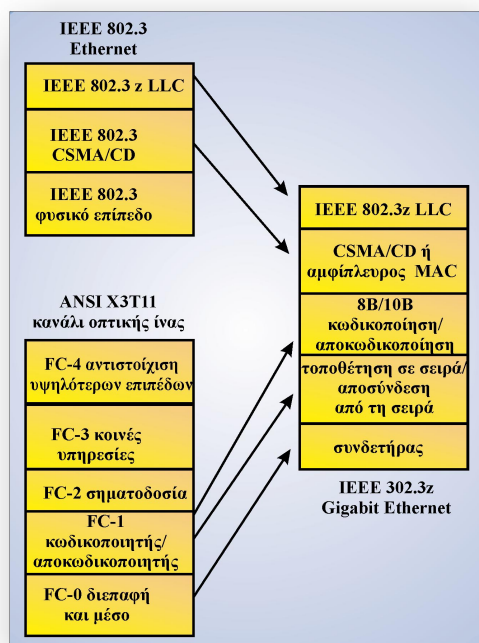 IEEE 802.3
Ethernet
IEEE 802.3 z LLC
IEEE 802.3
CSMA/CD
IEEE 802.3
φυσικό επίπεδο
ANSI X3T11
κανάλι οπτικής ίνας
FC-4 αντιστοίχιση
υψηλότερων επιπέδων
FC-3 κοινές
υπηρεσίες
FC-2 σηματοδοσία
FC-1
κωδικοποιητής/
αποκωδικοποιητής
FC-0 διεπαφή
και μέσο
IEEE 802.3z LLC
CSMA/CD ή
αμφίπλευρος MAC
8B/10B
κωδικοποίηση/
αποκωδικοποίηση
τοποθέτηση σε σειρά/
αποσύνδεση
από τη σειρά
συνδετήρας
IEEE 302.3z
Gigabit Ethernet